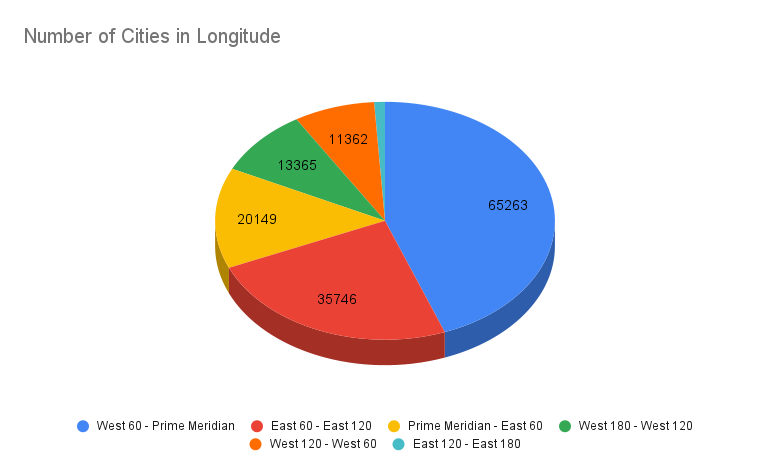 Number of Cities in Longitude
11362
13365
65263
20149
35746
West 60 - Prime Meridian East 60 - East 120 Prime Meridian - East 60 West 180 - West 120
West 120 - West 60 East 120 - East 180